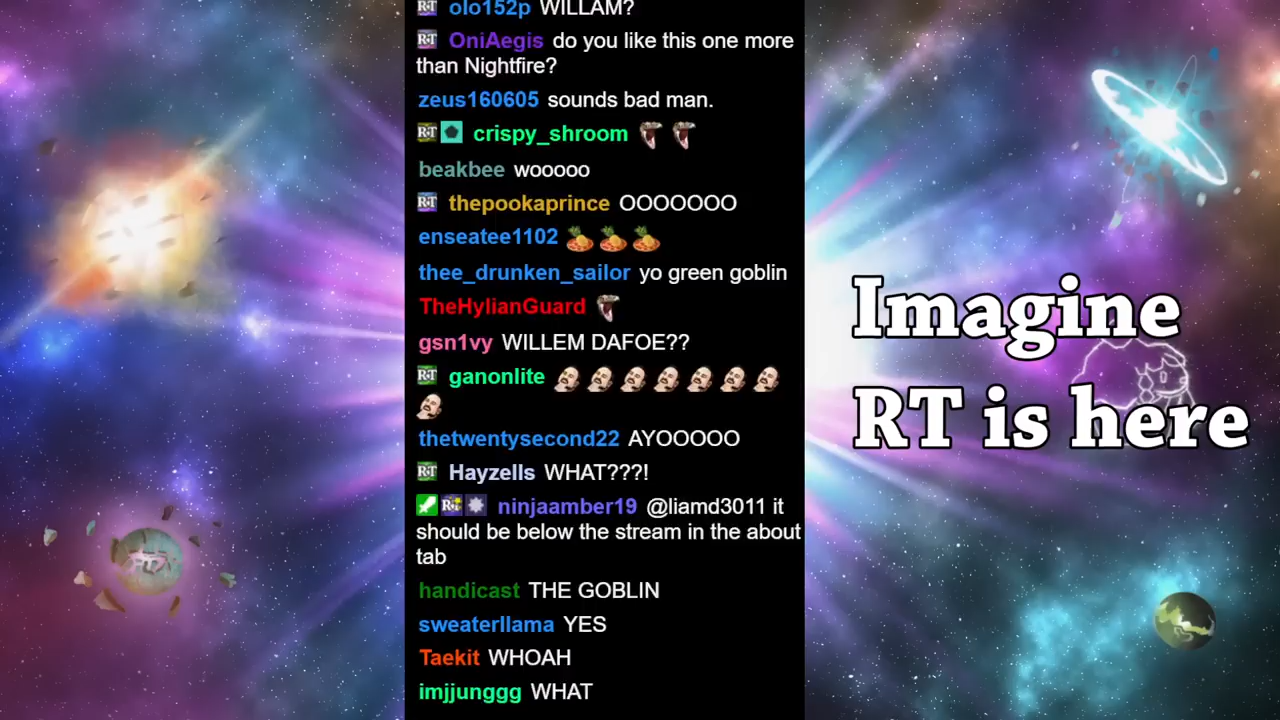 olo152p WILLAM?
OniAegis do you like this one more
than Nightfire?
zeus160605 sounds bad man.
crispy_shroom
beakbee wooooo
thepookaprince OOOOOOO
enseatee1102
thee_drunken_sailor yo green goblin
TheHylianGuard
gsn1vy WILLEM DAFOE??
ganonlite
thetwentysecond22 AYOOOOO
Hayzells WHAT???!
ninjaamber19 @liamd3011 it
should be below the stream in the about
tab
handicast THE GOBLIN
sweaterllama YES
Taekit WHOAH
imjjunggg WHAT
Imagine
RT is here